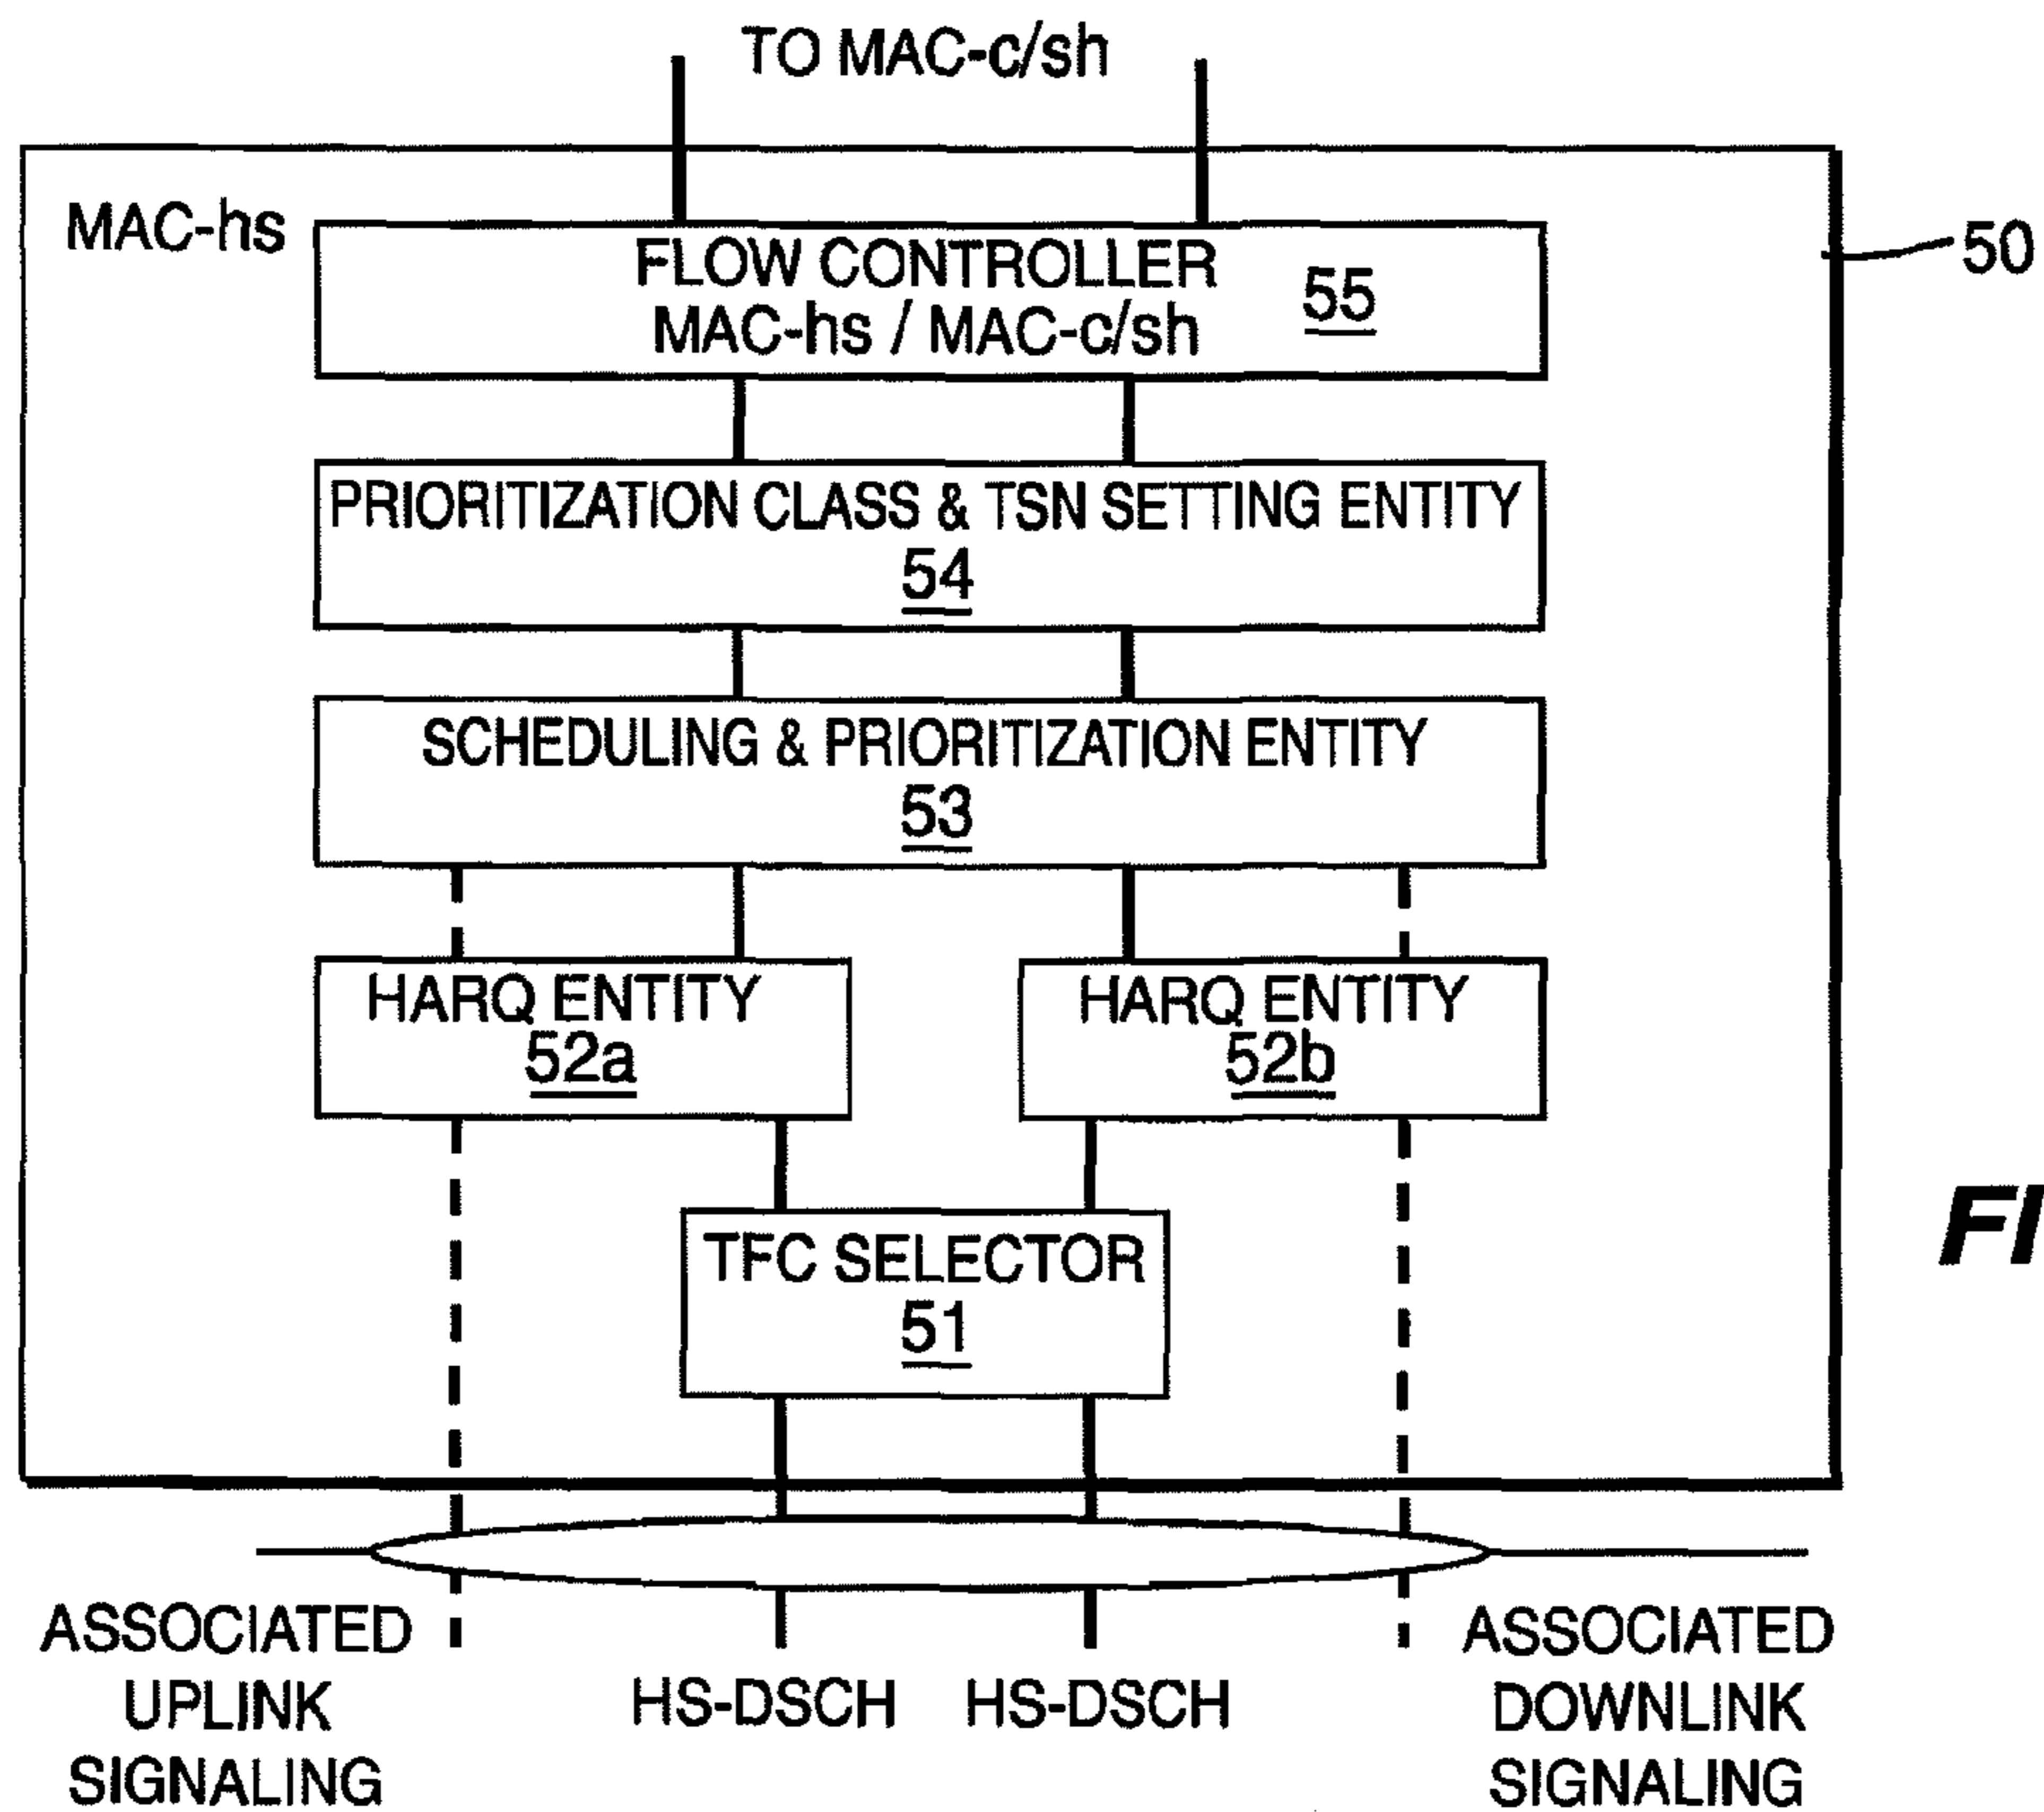 TO MAC-c/sh
MAC-hs
50
FLOW CONTROLLER
MAC-hs / MAC-c/sh
55
PRIORITIZATION CLASS & TSN SETTING ENTITY
54
SCHEDULING & PRIORITIZATION ENTITY
53
HARQ ENTITY
52a
HARQ ENTITY
52b
TFC SELECTOR
51
FI
ASSOCIATED
UPLINK
SIGNALING
HS-DSCH
HS-DSCH
ASSOCIATED
DOWNLINK
SIGNALING